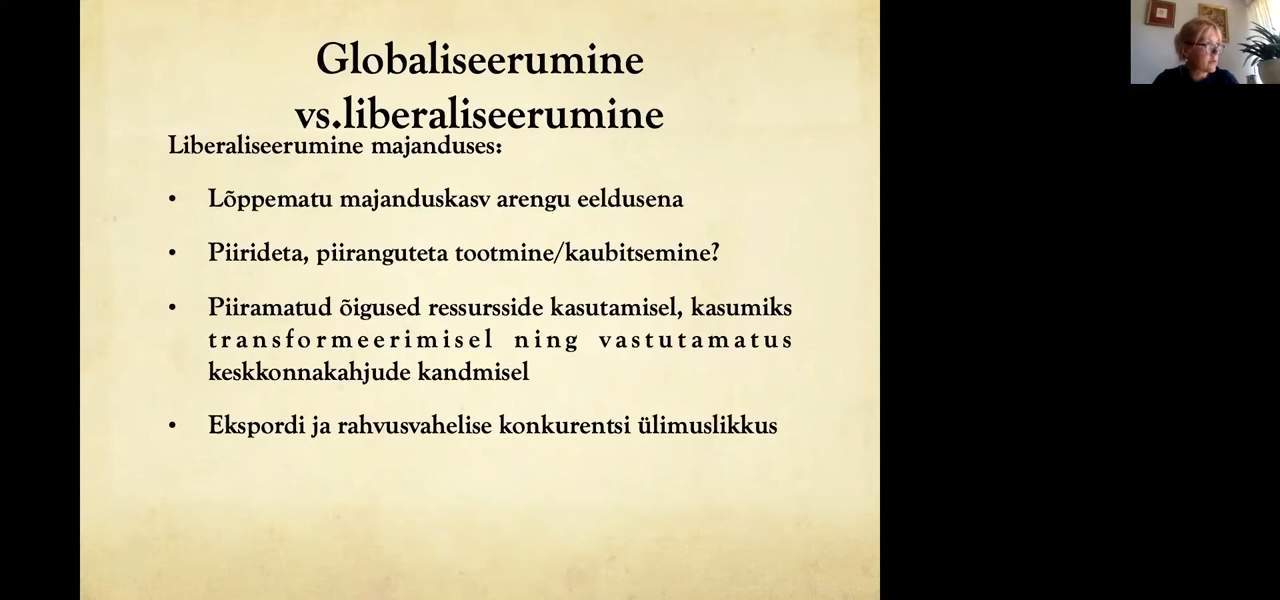 Globaliseerumine
vs.liberaliseerumine
Liberaliseerumine majanduses:
• Lõppematu majanduskasv arengu eeldusena
• Piirideta, piiranguteta tootmine/kaubitsemine?
• Piiramatud õigused ressursside kasutamisel, kasumiks
transformeerimisel ning vastutamatus
keskkonnakahjude kandmisel
• Ekspordi ja rahvusvahelise konkurentsi ülimuslikkus